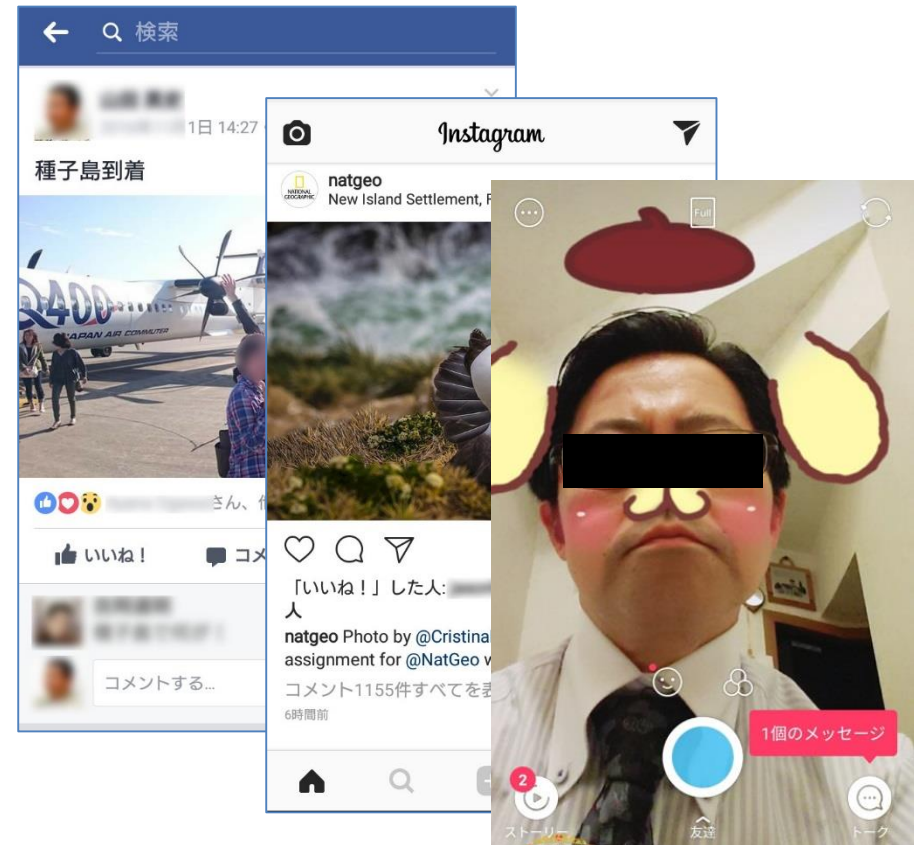 検索
1日 14:27
種子島到着
Q400
JAPAN AIR COMMUTER
さん、
いいね！
コメ
コメントする...
Instagram
NATIONAL
GEOGRAPHIC
natgeo
New Island Settlement, F
「いいね！」した人:
人
natgeo Photo by @Cristina
assignment for @NatGeo w
コメント1155件すべてを
6時間前
Full
1個のメッセージ
2
ストーリー
友達
トーク